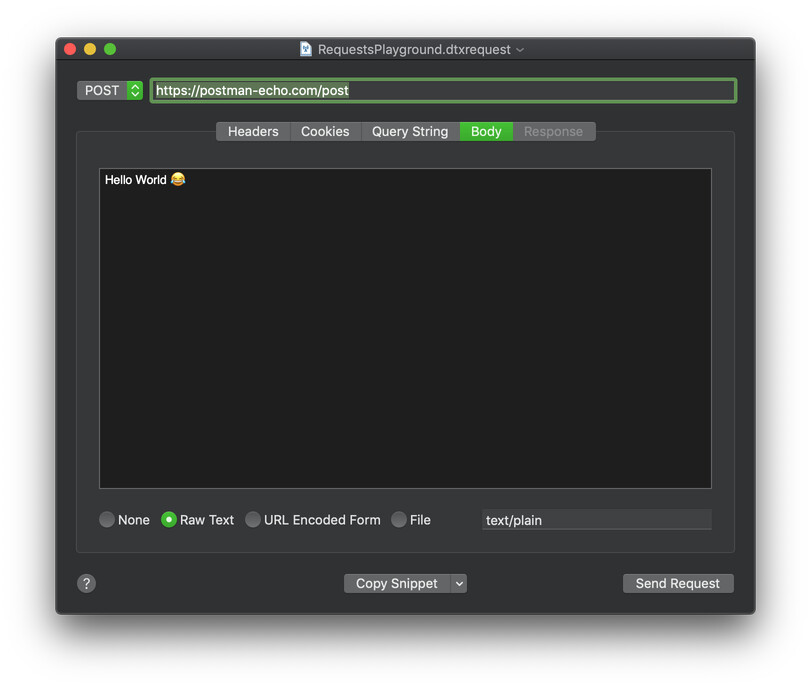 RequestsPlayground.dtxrequest
POST https://postman-echo.com/post
Headers Cookies Query String Body Response
Hello World 😂
None Raw Text URL Encoded Form File text/plain
? Copy Snippet Send Request